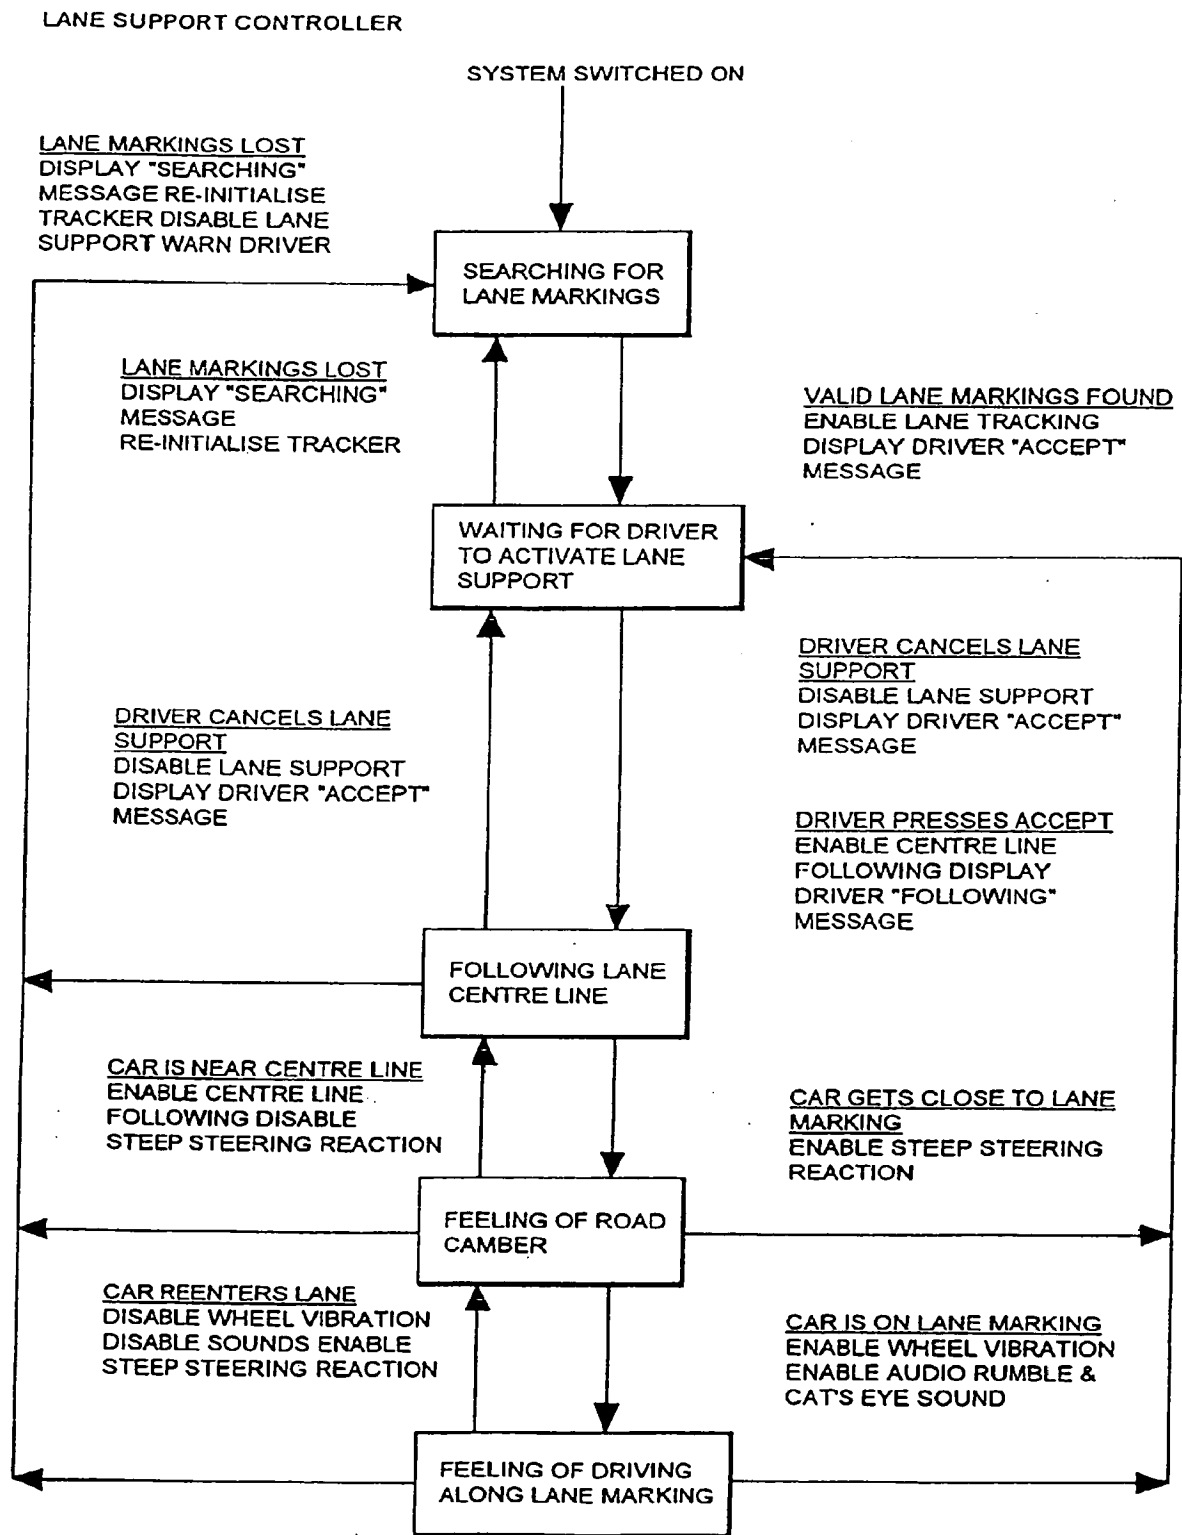 LANE SUPPORT CONTROLLER
SYSTEM SWITCHED ON
LANE MARKINGS LOST
DISPLAY "SEARCHING"
MESSAGE RE-INITIALISE
TRACKER DISABLE LANE
SUPPORT WARN DRIVER
SEARCHING FOR
LANE MARKINGS
LANE MARKINGS LOST
DISPLAY "SEARCHING"
MESSAGE
RE-INITIALISE TRACKER
VALID LANE MARKINGS FOUND
ENABLE LANE TRACKING
DISPLAY DRIVER "ACCEPT"
MESSAGE
WAITING FOR DRIVER
TO ACTIVATE LANE
SUPPORT
DRIVER CANCELS LANE
SUPPORT
DISABLE LANE SUPPORT
DISPLAY DRIVER "ACCEPT"
MESSAGE
DRIVER CANCELS LANE
SUPPORT
DISABLE LANE SUPPORT
DISPLAY DRIVER "ACCEPT"
MESSAGE
DRIVER PRESSES ACCEPT
ENABLE CENTRE LINE
FOLLOWING DISPLAY
DRIVER "FOLLOWING"
MESSAGE
FOLLOWING LANE
CENTRE LINE
CAR IS NEAR CENTRE LINE
ENABLE CENTRE LINE
FOLLOWING DISABLE
STEEP STEERING REACTION
CAR GETS CLOSE TO LANE
MARKING
ENABLE STEEP STEERING
REACTION
FEELING OF ROAD
CAMBER
CAR REENTERS LANE
DISABLE WHEEL VIBRATION
DISABLE SOUNDS ENABLE
STEEP STEERING REACTION
CAR IS ON LANE MARKING
ENABLE WHEEL VIBRATION
ENABLE AUDIO RUMBLE &
CAT'S EYE SOUND
FEELING OF DRIVING
ALONG LANE MARKING